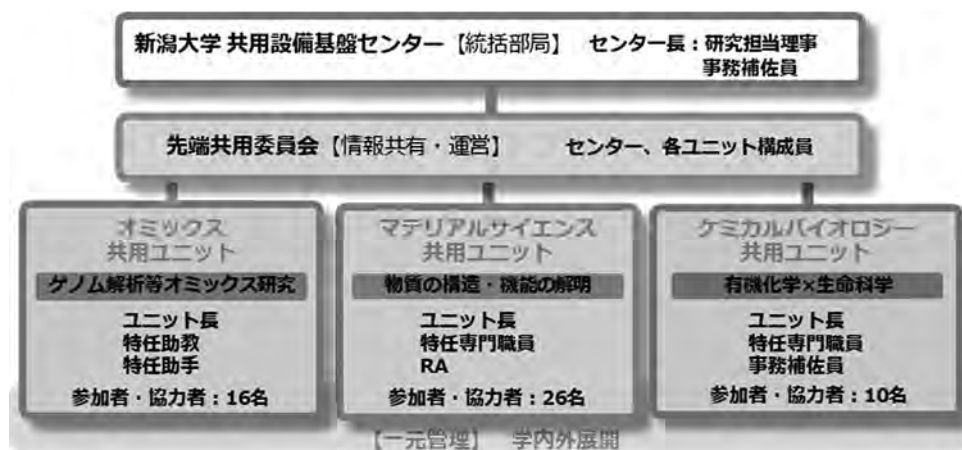 新潟大学 共用設備基盤センター【統括部局】 センター長：研究担当理事
事務補佐員
先端共用委員会【情報共有・運営】 センター、各ユニット構成員
オミックス
共用ユニット
ゲノム解析等オミックス研究
ユニット長
特任助教
特任助手
参加者・協力者：16名
マテリアルサイエンス
共用ユニット
物質の構造・機能の解明
ユニット長
特任専門職員
RA
参加者・協力者：26名
ケミカルバイオロジー
共用ユニット
有機化学×生命科学
ユニット長
特任専門職員
事務補佐員
参加者・協力者：10名
【一元管理】 学内外展開